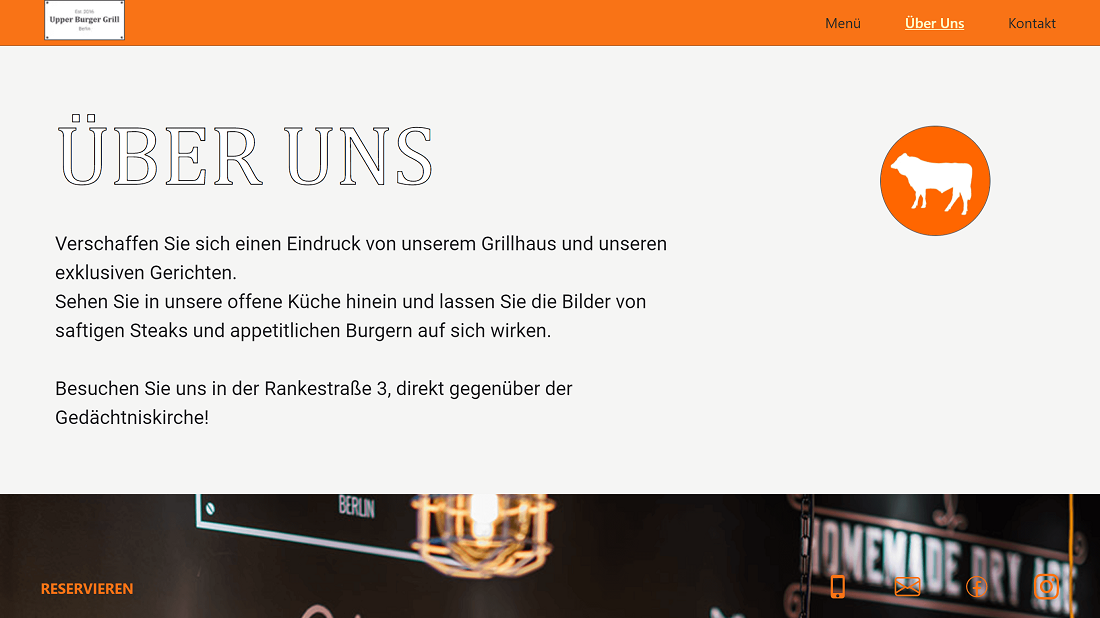 Est 2016
Upper Burger Grill
Berlin
Menü
Über Uns
Kontakt
ÜBER UNS
Verschaffen Sie sich einen Eindruck von unserem Grillhaus und unseren
exklusiven Gerichten.
Sehen Sie in unsere offene Küche hinein und lassen Sie die Bilder von
saftigen Steaks und appetitlichen Burgern auf sich wirken.
Besuchen Sie uns in der Rankestraße 3, direkt gegenüber der
Gedächtniskirche!
BERLIN
HOMEMADE DRY AGE
RESERVIEREN